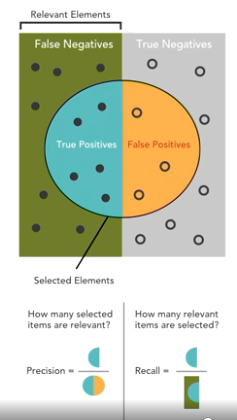 Relevant Elements
False Negatives
True Negatives
True Positives
False Positives
Selected Elements
How many selected
items are relevant?
Precision =
How many relevant
items are selected?
Recall =